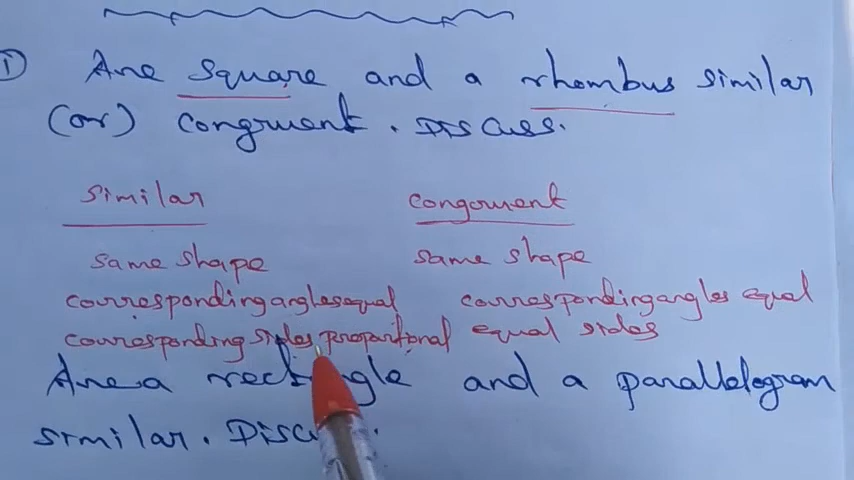 ① Are square and a rhombus similar
(or) congruent. Discuss.
similar congruent
same shape same shape
corresponding angles equal corresponding angles equal
corresponding sides proportional equal sides
Are a rectangle and a parallelogram
similar.